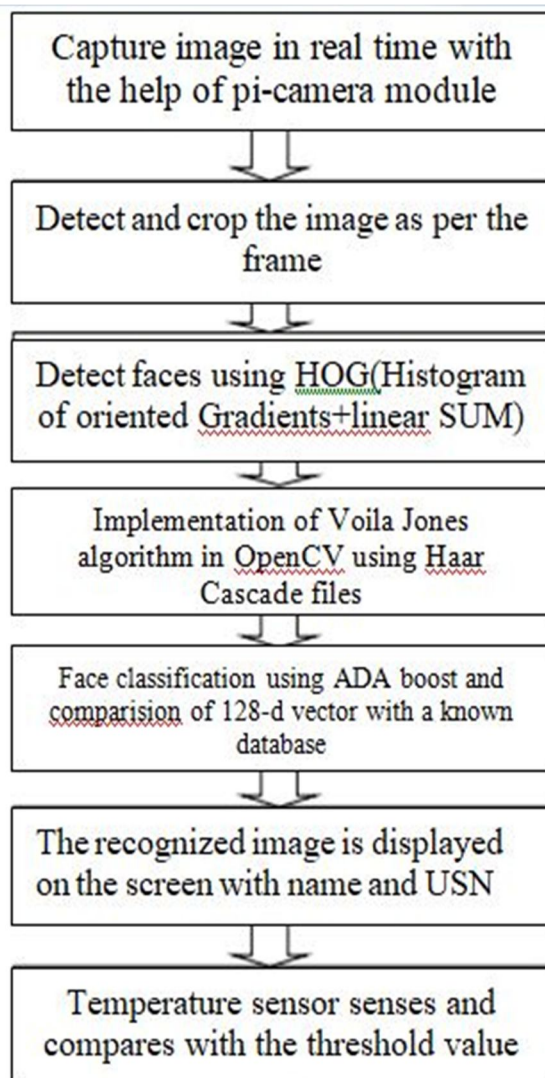 Capture image in real time with
the help of pi-camera module
Detect and crop the image as per the
frame
Detect faces using HOG(Histogram
of oriented Gradients+linear SUM)
Implementation of Voila Jones
algorithm in OpenCV using Haar
Cascade files
Face classification using ADA boost and
comparision of 128-d vector with a known
database
The recognized image is displayed
on the screen with name and USN
Temperature sensor senses and
compares with the threshold value